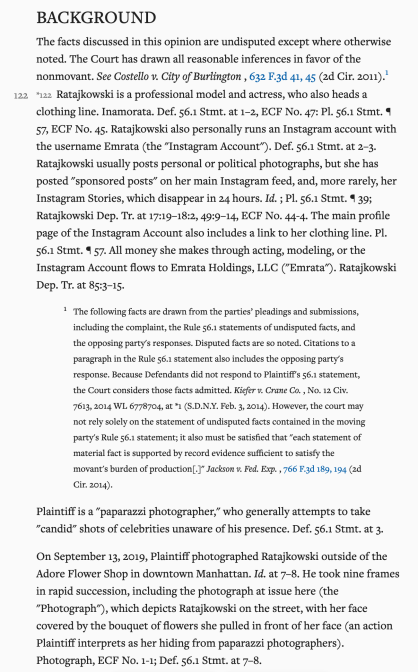 BACKGROUND
The facts discussed in this opinion are undisputed except where otherwise
noted. The Court has drawn all reasonable inferences in favor of the
nonmovant. See Costello v. City of Burlington , 632 F.3d 41, 45 (2d Cir. 2011).1
122 *122 Ratajkowski is a professional model and actress, who also heads a
clothing line. Inamorata. Def. 56.1 Stmt. at 1–2, ECF No. 47: Pl. 56.1 Stmt. ¶
57, ECF No. 45. Ratajkowski also personally runs an Instagram account with
the username Emrata (the "Instagram Account"). Def. 56.1 Stmt. at 2–3.
Ratajkowski usually posts personal or political photographs, but she has
posted "sponsored posts" on her main Instagram feed, and, more rarely, her
Instagram Stories, which disappear in 24 hours. Id. ; Pl. 56.1 Stmt. ¶ 39;
Ratajkowski Dep. Tr. at 17:19–18:2, 49:9–14, ECF No. 44-4. The main profile
page of the Instagram Account also includes a link to her clothing line. Pl.
56.1 Stmt. ¶ 57. All money she makes through acting, modeling, or the
Instagram Account flows to Emrata Holdings, LLC ("Emrata"). Ratajkowski
Dep. Tr. at 85:3–15.
1 The following facts are drawn from the parties' pleadings and submissions,
including the complaint, the Rule 56.1 statements of undisputed facts, and
the opposing party's responses. Disputed facts are so noted. Citations to a
paragraph in the Rule 56.1 statement also includes the opposing party's
response. Because Defendants did not respond to Plaintiff's 56.1 statement,
the Court considers those facts admitted. Kiefer v. Crane Co. , No. 12 Civ.
7613, 2014 WL 6778704, at *1 (S.D.N.Y. Feb. 3, 2014). However, the court may
not rely solely on the statement of undisputed facts contained in the moving
party's Rule 56.1 statement; it also must be satisfied that "each statement of
material fact is supported by record evidence sufficient to satisfy the
movant's burden of production[.]" Jackson v. Fed. Exp. , 766 F.3d 189, 194 (2d
Cir. 2014).
Plaintiff is a "paparazzi photographer," who generally attempts to take
"candid" shots of celebrities unaware of his presence. Def. 56.1 Stmt. at 3.
On September 13, 2019, Plaintiff photographed Ratajkowski outside of the
Adore Flower Shop in downtown Manhattan. Id. at 7–8. He took nine frames
in rapid succession, including the photograph at issue here (the
"Photograph"), which depicts Ratajkowski on the street, with her face
covered by the bouquet of flowers she pulled in front of her face (an action
Plaintiff interprets as her hiding from paparazzi photographers).
Photograph, ECF No. 1-1; Def. 56.1 Stmt. at 7–8.